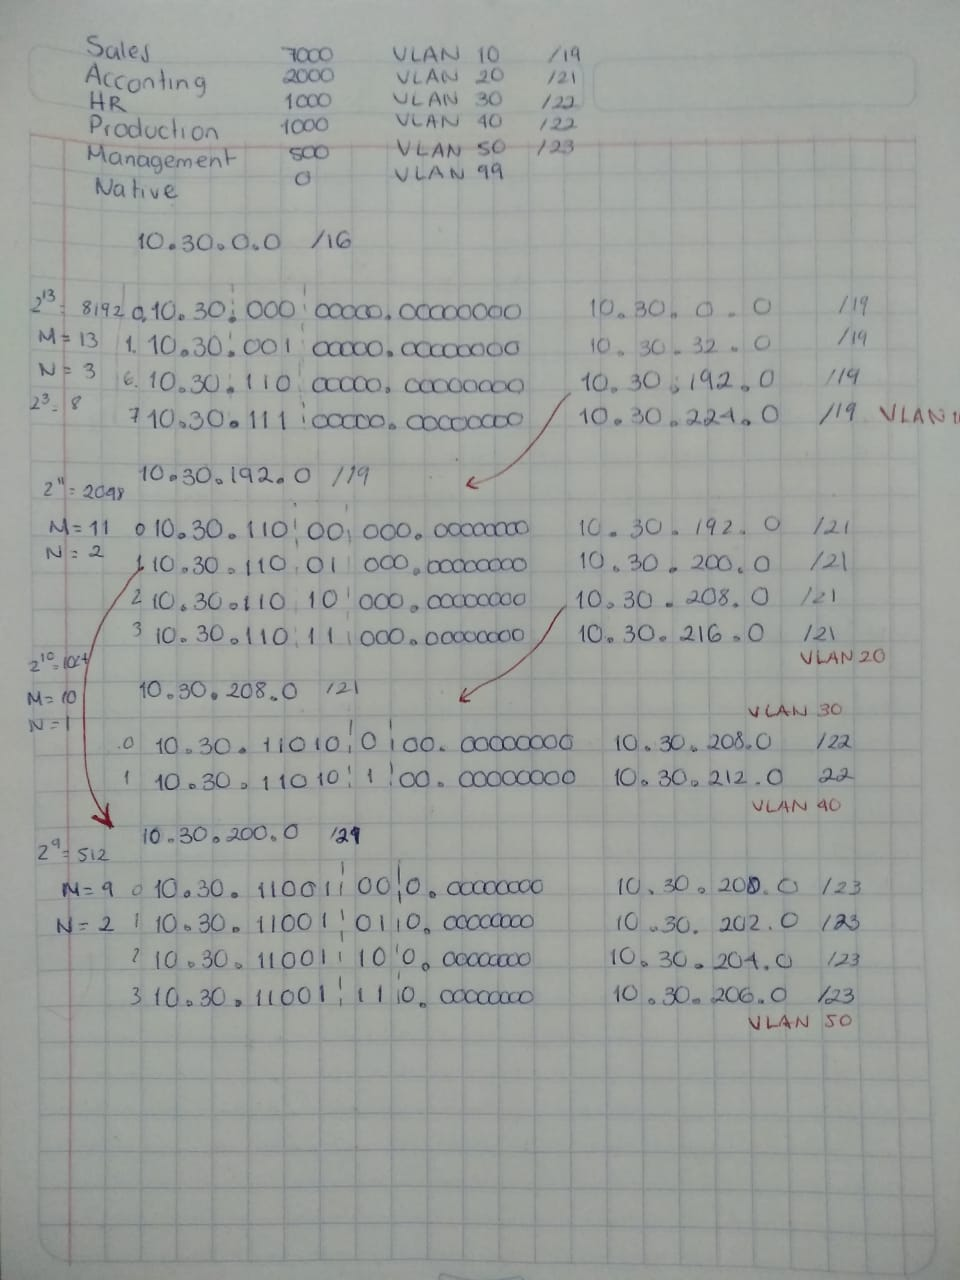 Sales 7000 VLAN 10 /19
Acconting 2000 VLAN 20 /21
HR 1000 VLAN 30 /22
Production 1000 VLAN 40 /22
Management 500 VLAN 50 /23
Native 0 VLAN 99
10.30.0.0 /16
2^13 = 8192 0. 10.30.000 00000.00000000 10.30.0.0 /19
M=13 1. 10.30.001 00000.00000000 10.30.32.0 /19
N=3 6. 10.30.110 00000.00000000 10.30.192.0 /19
2^3=8 7 10.30.111 00000.00000000 10.30.224.0 /19 VLAN
10.30.192.0 /19
2^11=2048
M=11 0 10.30.110 00 000.00000000 10.30.192.0 /21
N=2 1 10.30.110 01 000.00000000 10.30.200.0 /21
2 10.30.110 10 000.00000000 10.30.208.0 /21
3 10.30.110 11 000.00000000 10.30.216.0 /21
VLAN 20
2^10=1024
M=10 10.30.208.0 /21
N=1 VLAN 30
0 10.30.11010 0 00.00000000 10.30.208.0 /22
1 10.30.11010 1 00.00000000 10.30.212.0 22
VLAN 40
10.30.200.0 /21
2^9=512
M=9 0 10.30.11001 00 0.00000000 10.30.200.0 /23
N=2 1 10.30.11001 01 0.00000000 10.30.202.0 /23
2 10.30.11001 10 0.00000000 10.30.204.0 /23
3 10.30.11001 11 0.00000000 10.30.206.0 /23
VLAN 50